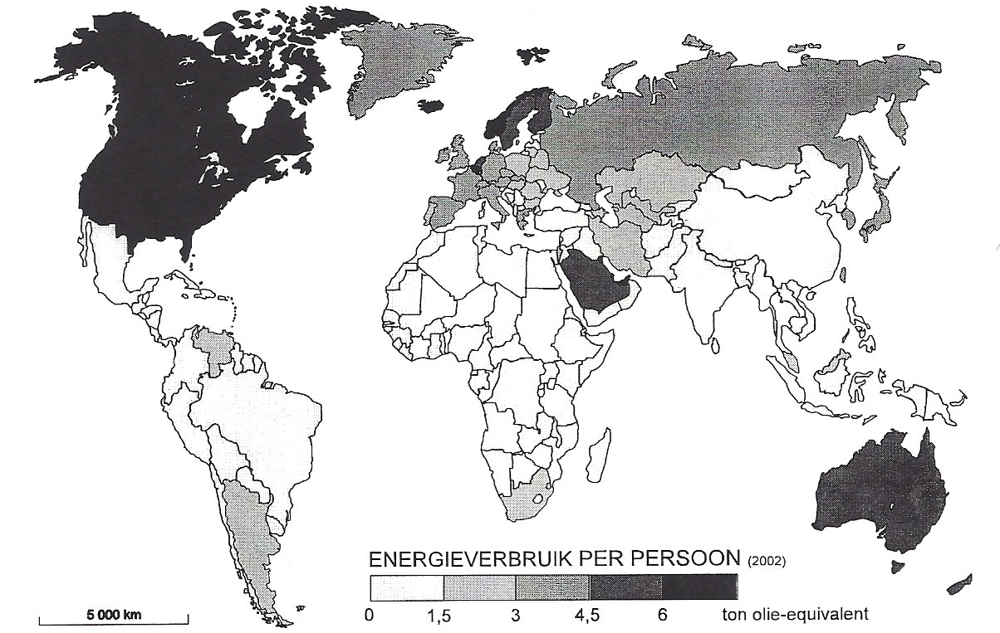 ENERGIEVERBRUIK PER PERSOON (2002)
0 1,5 3 4,5 6 ton olie-equivalent
5 000 km